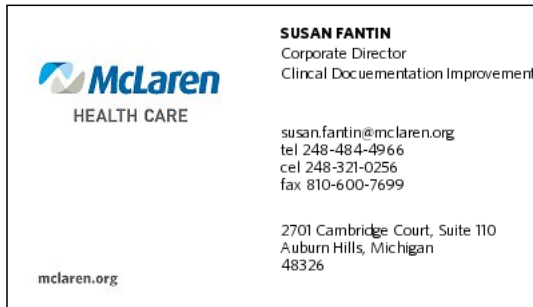 McLaren
HEALTH CARE
mclaren.org
SUSAN FANTIN
Corporate Director
Clincal Docuementation Improvement
susan.fantin@mclaren.org
tel 248-484-4966
cel 248-321-0256
fax 810-600-7699
2701 Cambridge Court, Suite 110
Auburn Hills, Michigan
48326